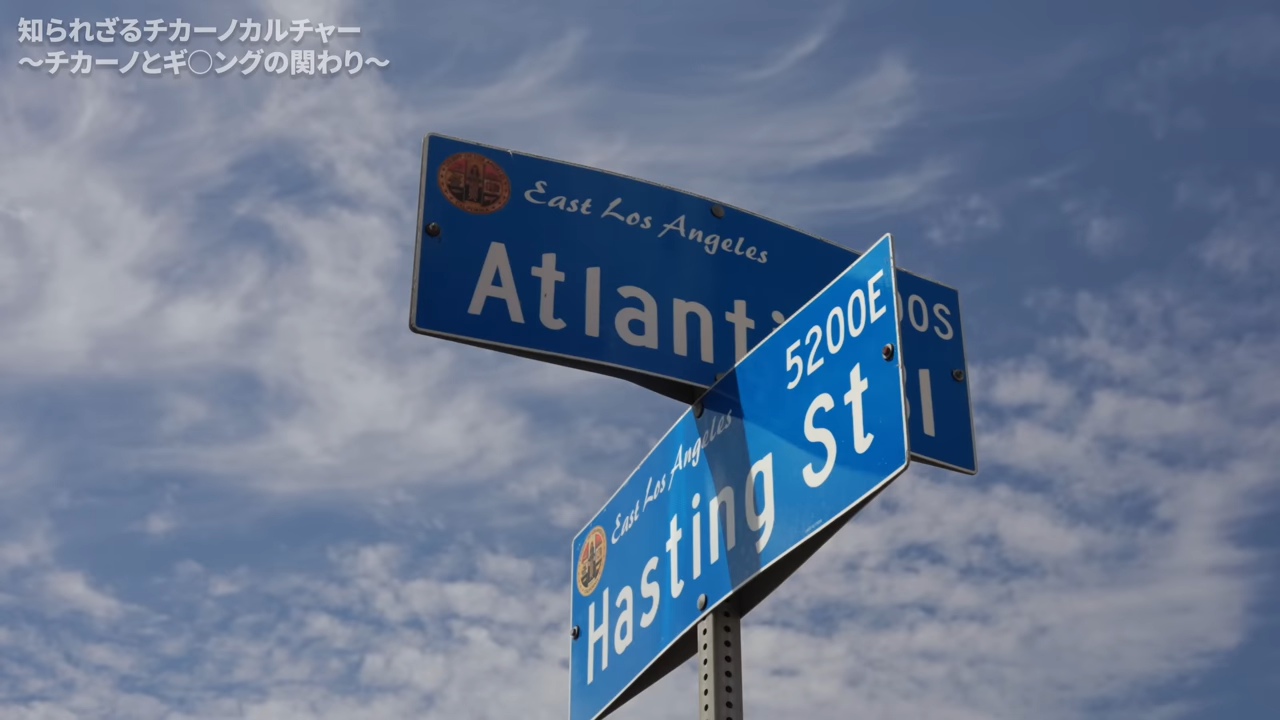 知られざるチカーノカルチャー
〜チカーノとギ◯ングの関わり〜
East Los Angeles
Atlanti
00S
l
5200E
East Los Angeles
Hasting St